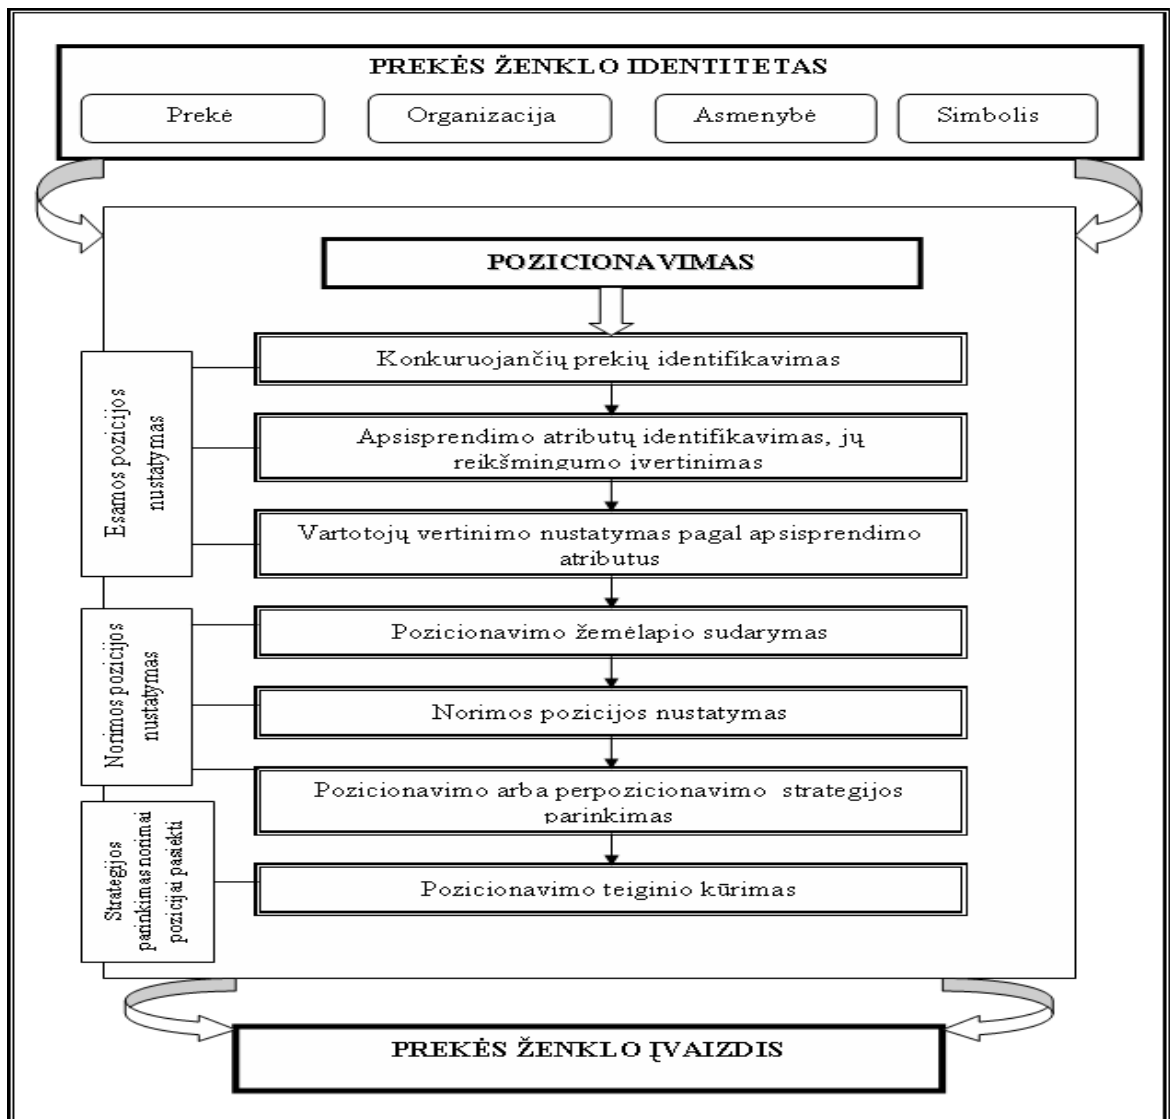 PREKĖS ŽENKLO IDENTITETAS
Prekė
Organizacija
Asmenybė
Simbolis
POZICIONAVIMAS
Esamos pozicijos
nustatymas
Konkuruojančių prekių identifikavimas
Apsisprendimo atributų identifikavimas, jų
reikšmingumo įvertinimas
Vartotojų vertinimo nustatymas pagal apsisprendimo
atributus
Norimos pozicijos
nustatymas
Pozicionavimo žemėlapio sudarymas
Norimos pozicijos nustatymas
Pozicionavimo arba perpozicionavimo strategijos
parinkimas
Strategijos
parinkimas norimai
pozicijai pasiekti
Pozicionavimo teiginio kūrimas
PREKĖS ŽENKLO ĮVAIZDIS